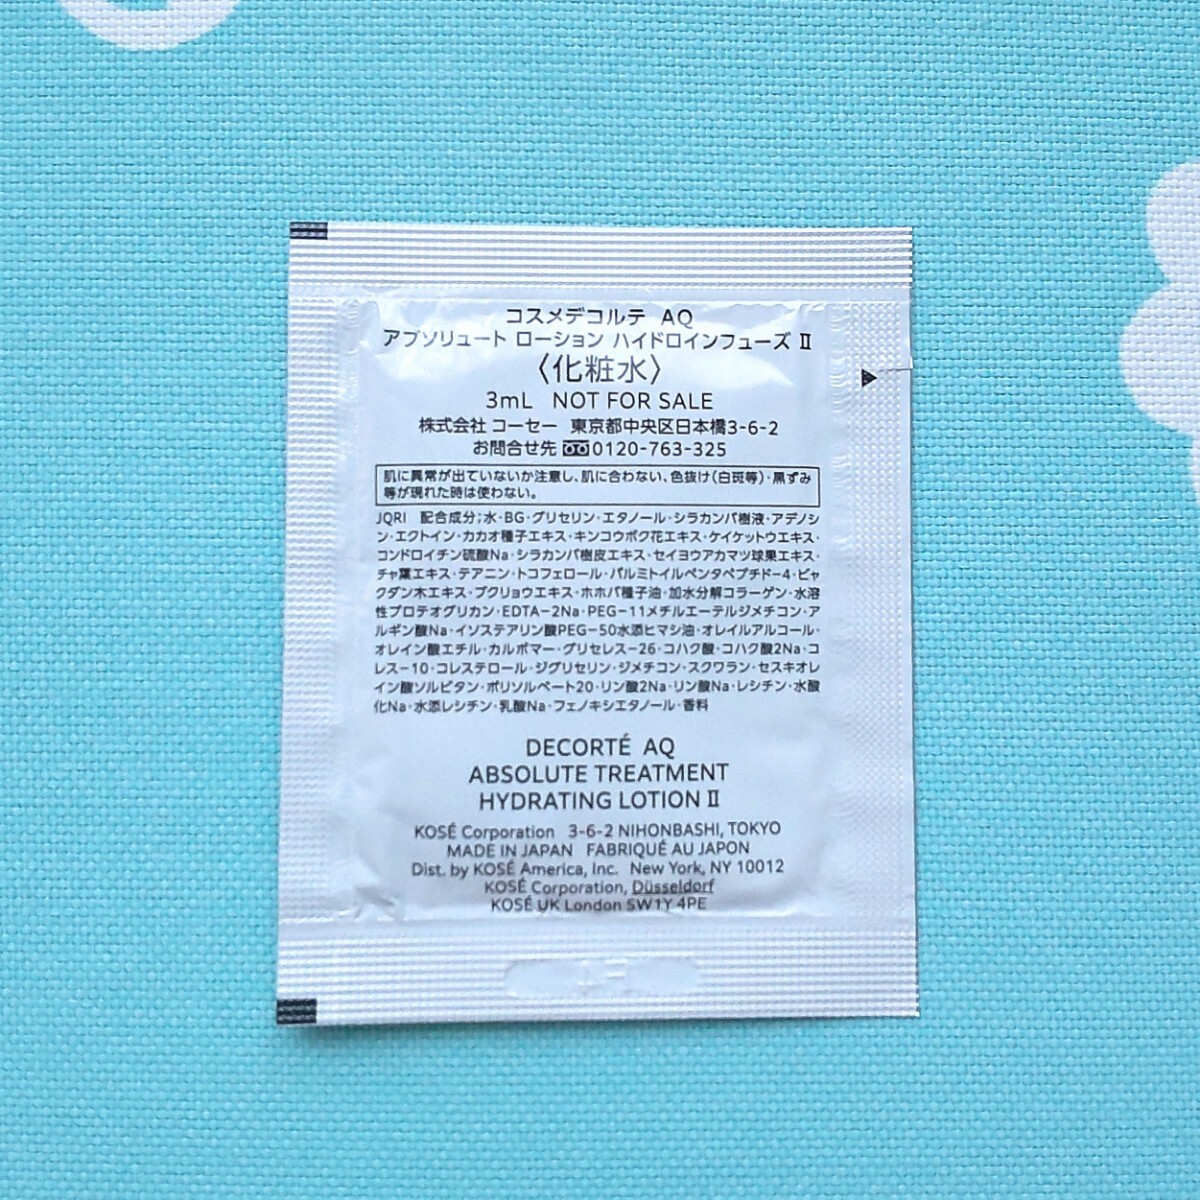 コスメデコルテ AQ
アブソリュート ローション ハイドロインフューズ Ⅱ
〈化粧水〉
3mL NOT FOR SALE
株式会社 コーセー 東京都中央区日本橋3-6-2
お問合せ先 0120-763-325
肌に異常が出ていないか注意し、肌に合わない、色抜け(白斑等)・黒ずみ
等が現れた時は使わない。
JQRI 配合成分;水・BG・グリセリン・エタノール・シラカンバ樹液・アデノシ
ン・エクトイン・カカオ種子エキス・キンコウボク花エキス・ケイケットウエキス・
コンドロイチン硫酸Na・シラカンバ樹皮エキス・セイヨウアカマツ球果エキス・
チャ葉エキス・テアニン・トコフェロール・パルミトイルペンタペプチド-4・ビャ
クダン木エキス・ブクリョウエキス・ホホバ種子油・加水分解コラーゲン・水溶
性プロテオグリカン・EDTA-2Na・PEG-11メチルエーテルジメチコン・ア
ルギン酸Na・イソステアリン酸PEG-50水添ヒマシ油・オレイルアルコール・
オレイン酸エチル・カルボマー・グリセレス-26・コハク酸・コハク酸2Na・コ
レス-10・コレステロール・ジグリセリン・ジメチコン・スクワラン・セスキオレ
イン酸ソルビタン・ポリソルベート20・リン酸2Na・リン酸Na・レシチン・水酸
化Na・水添レシチン・乳酸Na・フェノキシエタノール・香料
DECORTÉ AQ
ABSOLUTE TREATMENT
HYDRATING LOTION Ⅱ
KOSÉ Corporation 3-6-2 NIHONBASHI, TOKYO
MADE IN JAPAN FABRIQUÉ AU JAPON
Dist. by KOSÉ America, Inc. New York, NY 10012
KOSÉ Corporation, Düsseldorf
KOSÉ UK London SW1Y 4PE